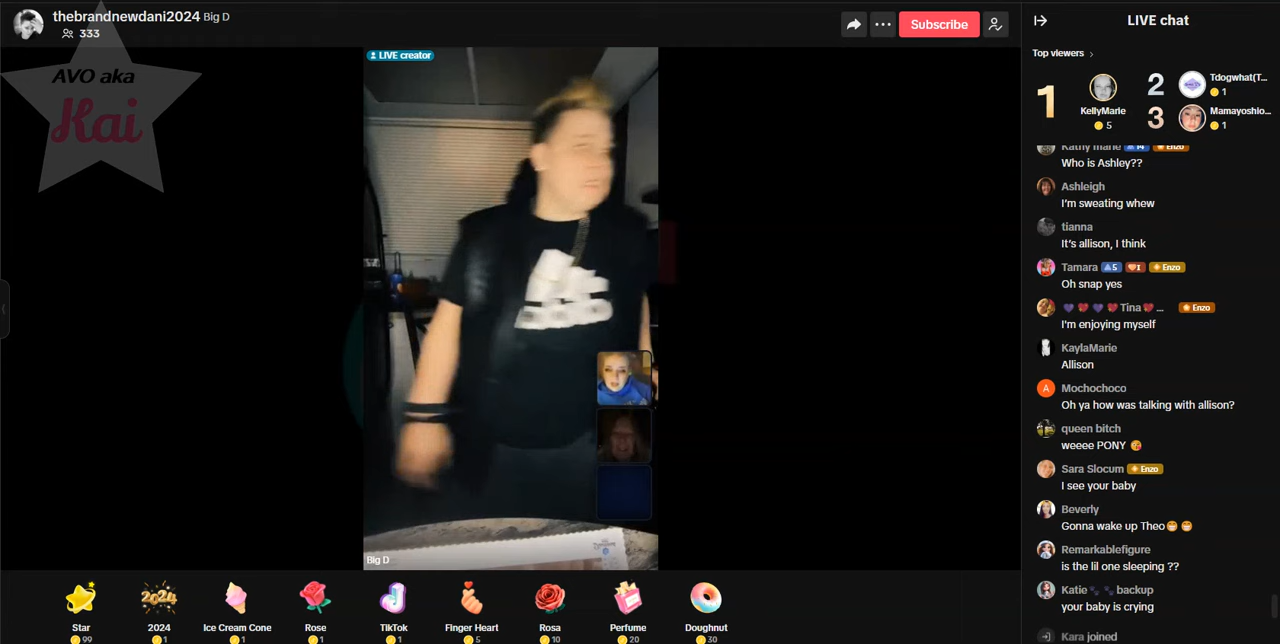 thebrandnewdani2024 Big D
333
Subscribe
LIVE chat
AVO aka
Kai
LIVE creator
Top viewers
1
KellyMarie
5
2
Tdogwhat(T...
1
3
Mamayoshio...
1
Kathy marie 14 Enzo
Who is Ashley??
Ashleigh
I'm sweating whew
tianna
It's allison, I think
Tamara 5 I Enzo
Oh snap yes
💜 💔 💜 💔 Tina 💔 ... Enzo
I'm enjoying myself
KaylaMarie
Allison
A Mochochoco
Oh ya how was talking with allison?
queen bitch
weeee PONY 😘
Sara Slocum Enzo
I see your baby
Beverly
Gonna wake up Theo😁 😁
Remarkablefigure
is the lil one sleeping ??
Katie🐾 🐾 backup
your baby is crying
Kara joined
Big D
2024
Star
99
2024
1
Ice Cream Cone
1
Rose
1
TikTok
1
Finger Heart
5
Rosa
10
Perfume
20
Doughnut
30